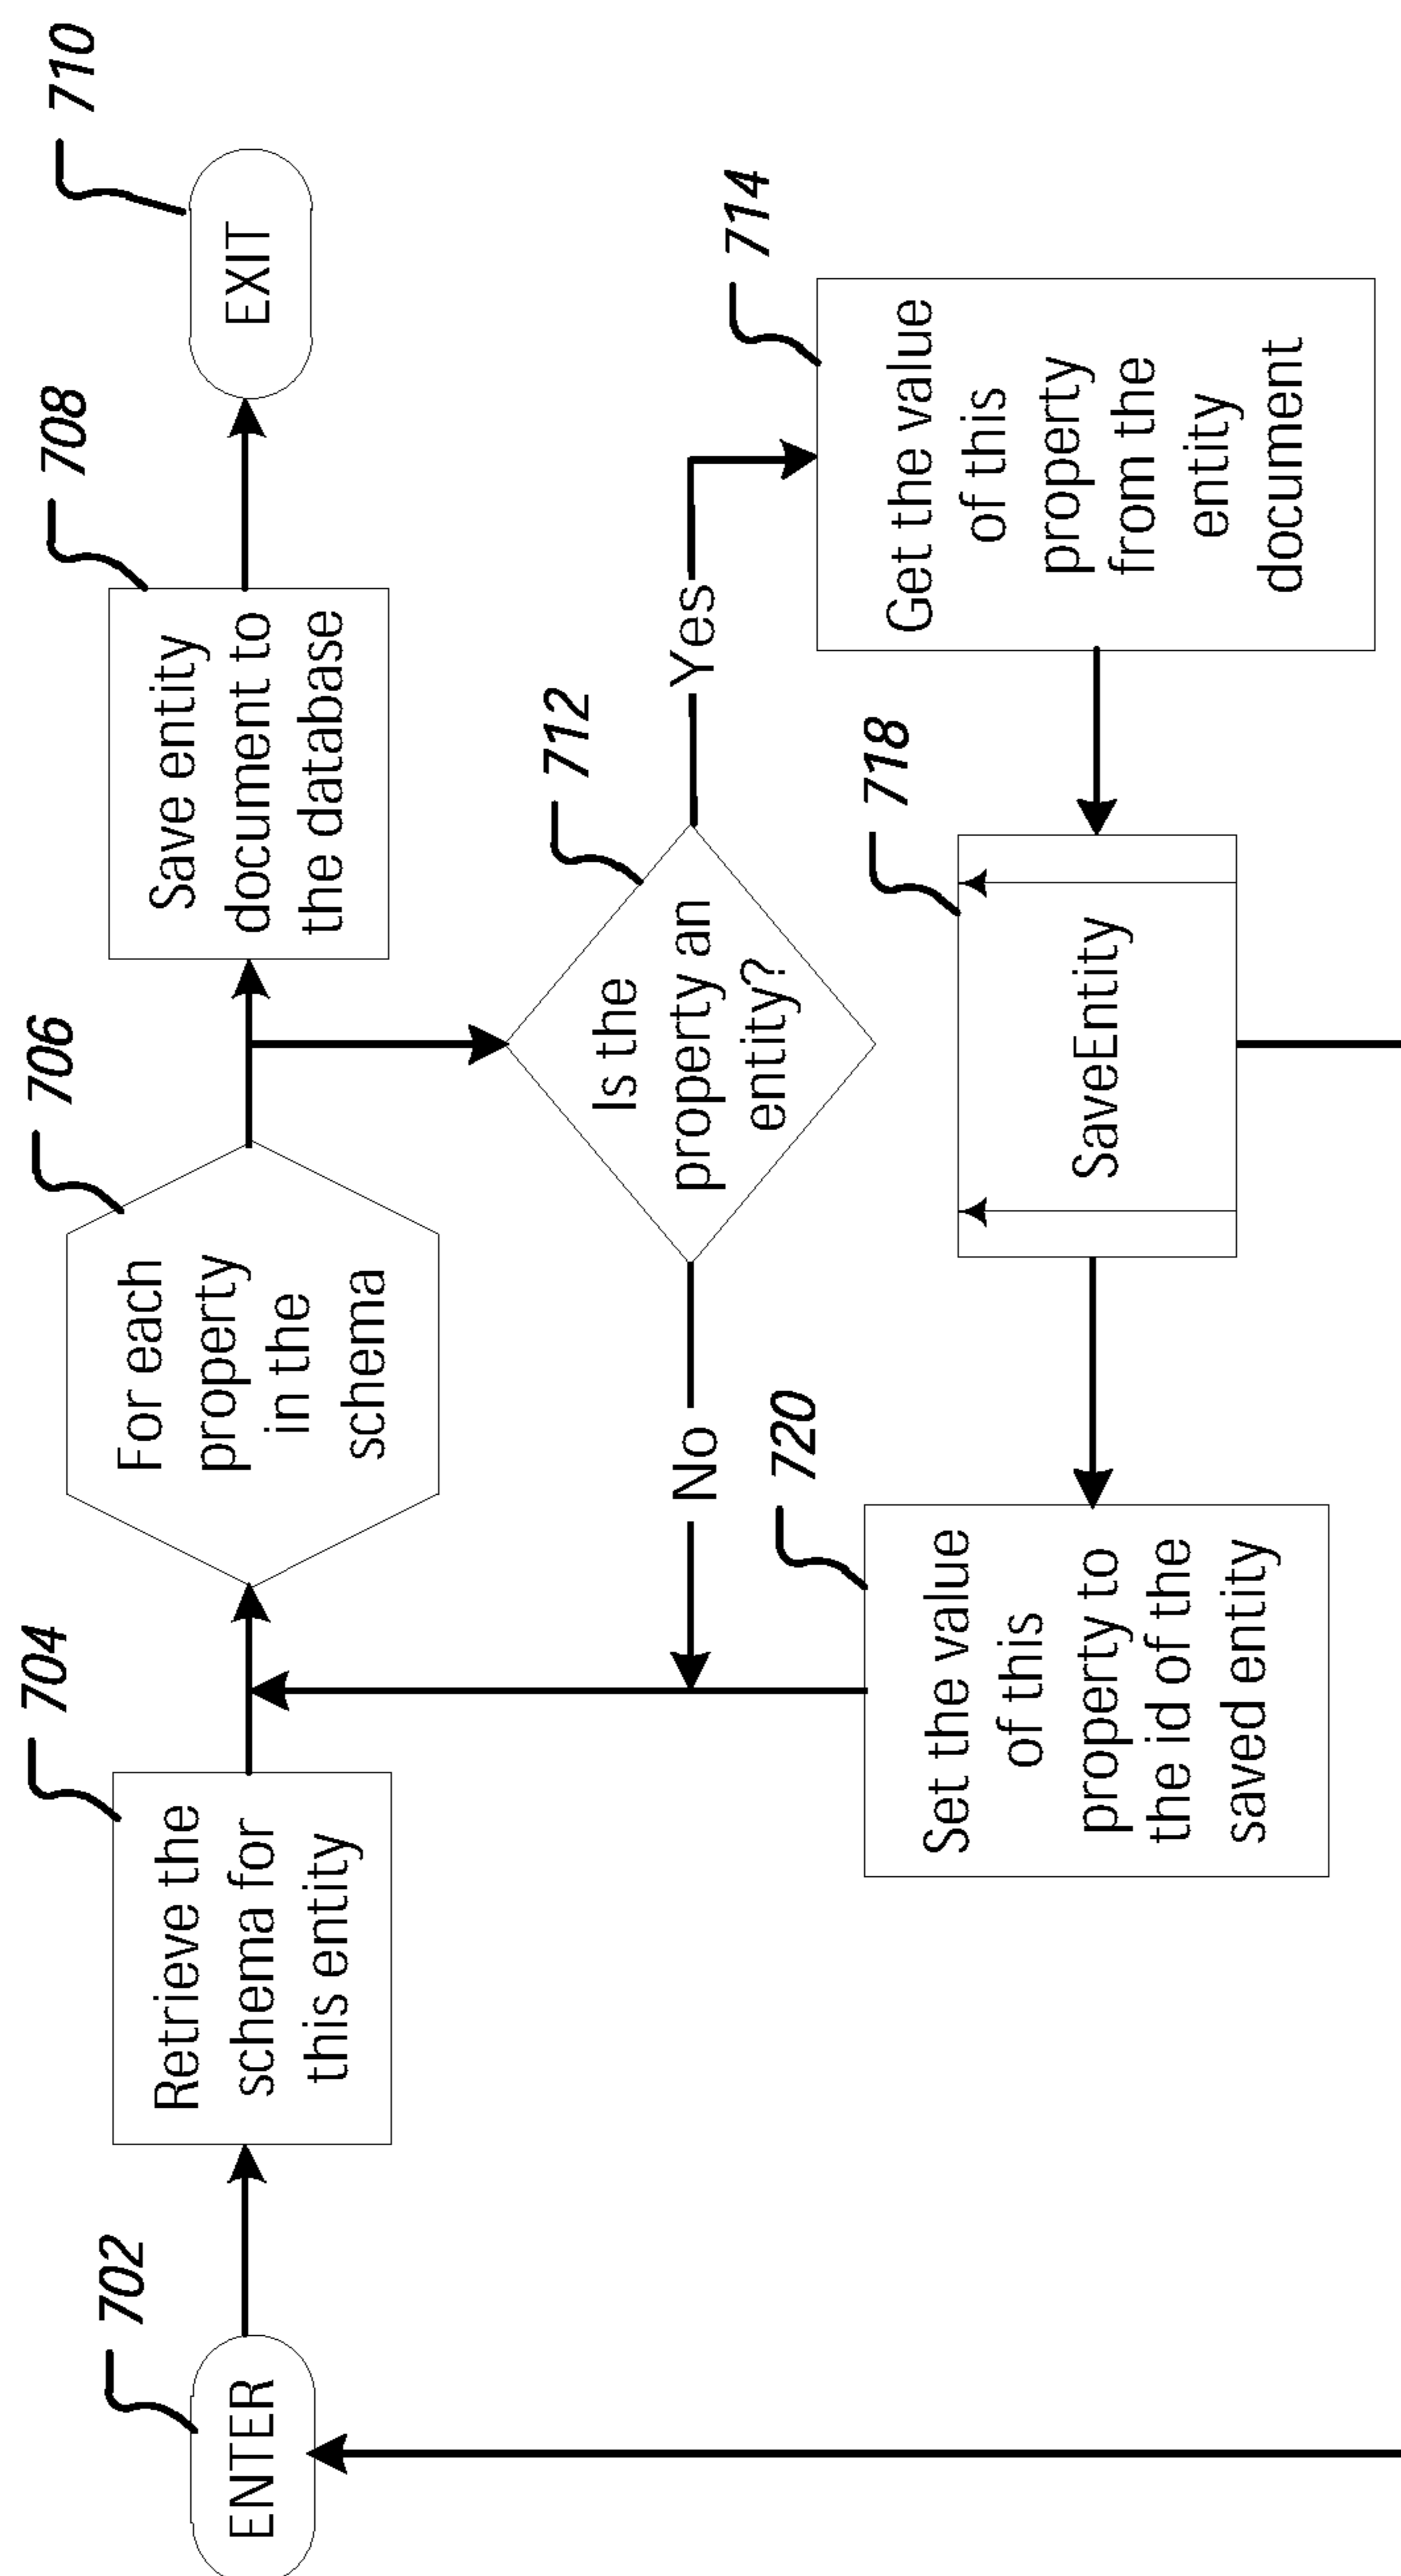 702
ENTER
704
Retrieve the
schema for
this entity
706
For each
property
in the
schema
708
Save entity
document to
the database
710
EXIT
712
Is the
property an
entity?
No
Yes
714
Get the value
of this
property
from the
entity
document
718
SaveEntity
720
Set the value
of this
property to
the id of the
saved entity